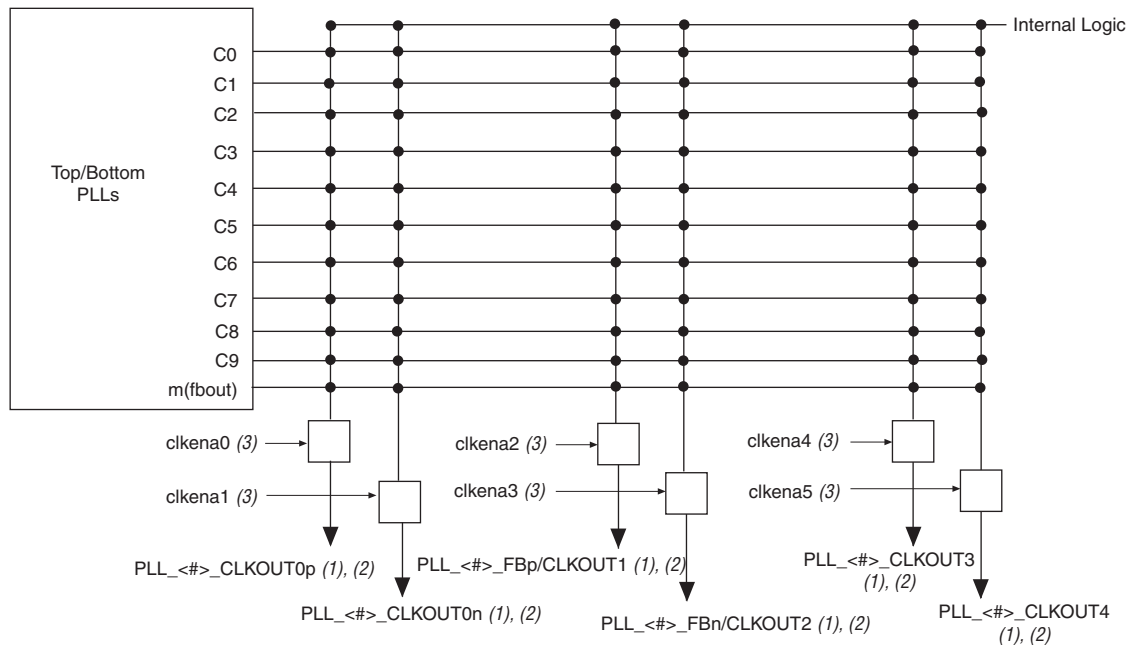 Internal Logic
C0
C1
C2
C3
Top/Bottom
PLLs
C4
C5
C6
C7
C8
C9
m(fbout)
clkena0 (3)
clkena2 (3)
clkena4 (3)
clkena1 (3)
clkena3 (3)
clkena5 (3)
PLL_<#>_CLKOUT0p (1), (2)
PLL_<#>_FBp/CLKOUT1 (1), (2)
PLL_<#>_CLKOUT3
(1), (2)
PLL_<#>_CLKOUT0n (1), (2)
PLL_<#>_FBn/CLKOUT2 (1), (2)
PLL_<#>_CLKOUT4
(1), (2)